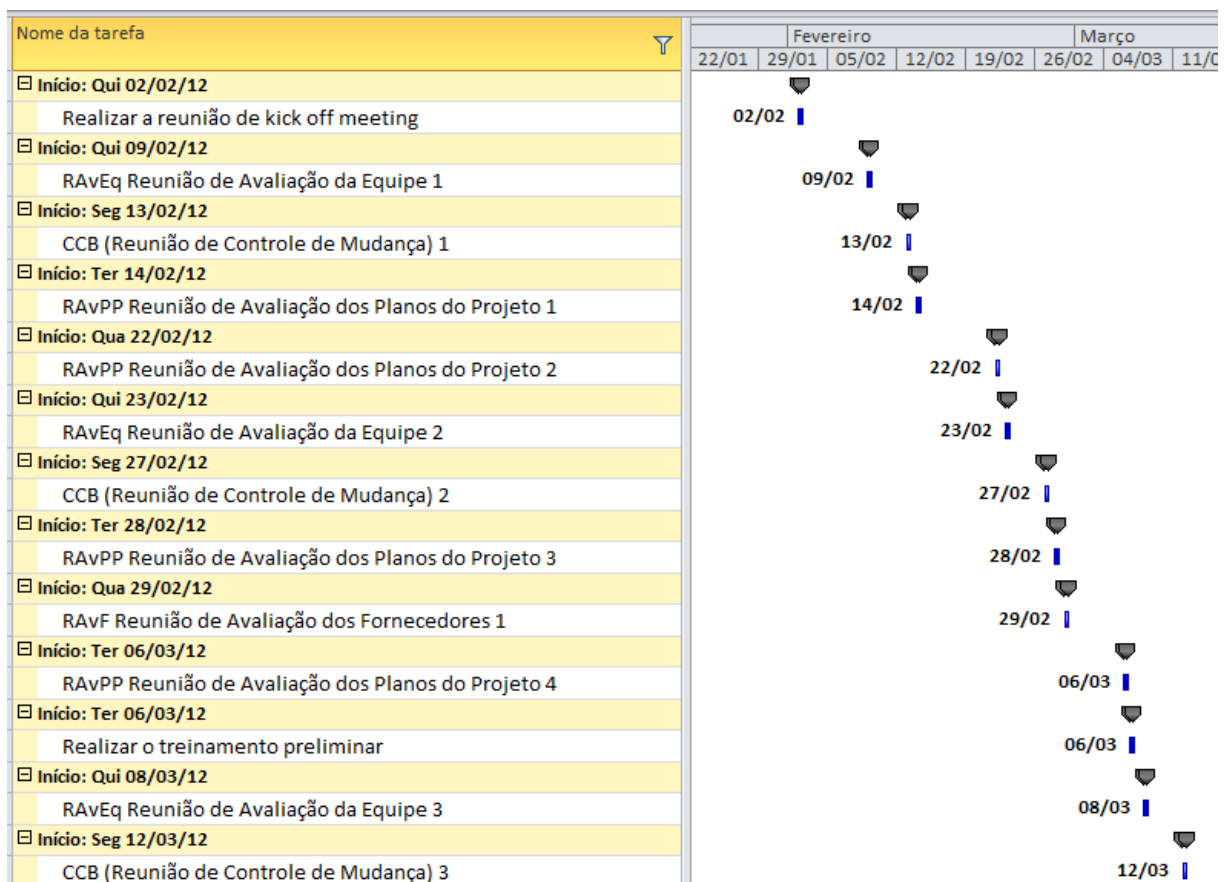 Nome da tarefa
Fevereiro Março
22/01 29/01 05/02 12/02 19/02 26/02 04/03
Início: Qui 02/02/12
Realizar a reunião de kick off meeting 02/02
Início: Qui 09/02/12
RAvEq Reunião de Avaliação da Equipe 1 09/02
Início: Seg 13/02/12
CCB (Reunião de Controle de Mudança) 1 13/02
Início: Ter 14/02/12
RAvPP Reunião de Avaliação dos Planos do Projeto 1 14/02
Início: Qua 22/02/12
RAvPP Reunião de Avaliação dos Planos do Projeto 2 22/02
Início: Qui 23/02/12
RAvEq Reunião de Avaliação da Equipe 2 23/02
Início: Seg 27/02/12
CCB (Reunião de Controle de Mudança) 2 27/02
Início: Ter 28/02/12
RAvPP Reunião de Avaliação dos Planos do Projeto 3 28/02
Início: Qua 29/02/12
RAvF Reunião de Avaliação dos Fornecedores 1 29/02
Início: Ter 06/03/12
RAvPP Reunião de Avaliação dos Planos do Projeto 4 06/03
Início: Ter 06/03/12
Realizar o treinamento preliminar 06/03
Início: Qui 08/03/12
RAvEq Reunião de Avaliação da Equipe 3 08/03
Início: Seg 12/03/12
CCB (Reunião de Controle de Mudança) 3 12/03